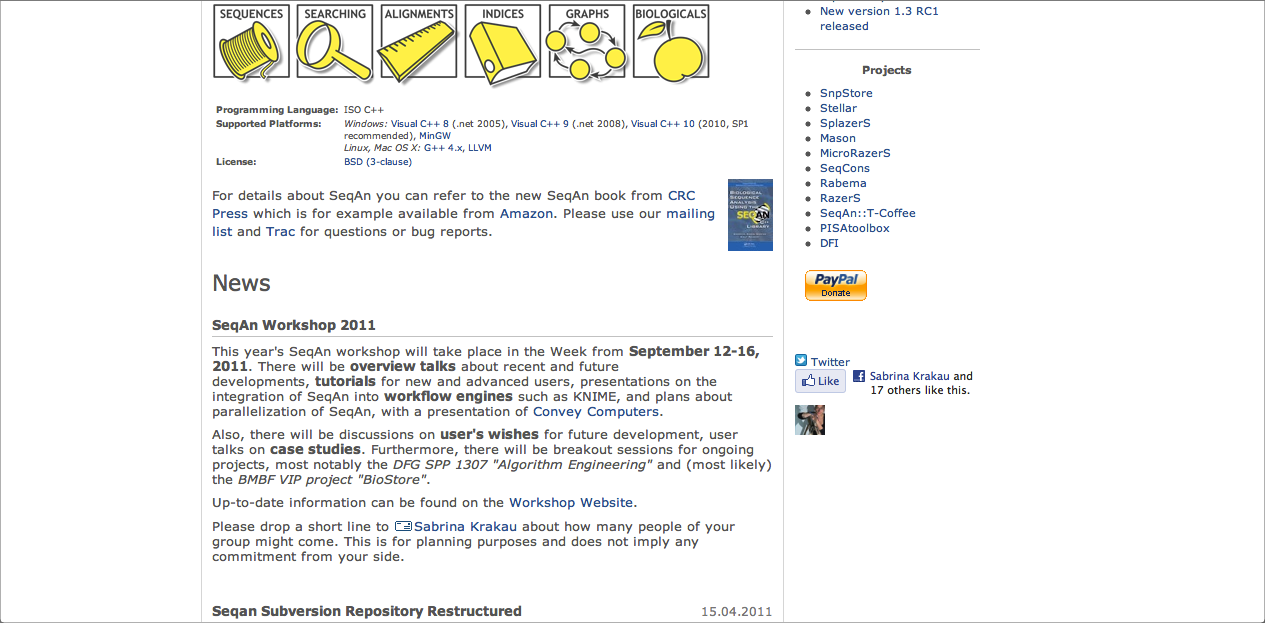 SEQUENCES
SEARCHING
ALIGNMENTS
INDICES
GRAPHS
BIOLOGICALS
Programming Language: ISO C++
Supported Platforms: Windows: Visual C++ 8 (.net 2005), Visual C++ 9 (.net 2008), Visual C++ 10 (2010, SP1
recommended), MinGW
Linux, Mac OS X: G++ 4.x, LLVM
License: BSD (3-clause)
For details about SeqAn you can refer to the new SeqAn book from CRC
Press which is for example available from Amazon. Please use our mailing
list and Trac for questions or bug reports.
BIOLOGICAL
SEQUENCE
ANALYSIS
USING THE
SEQAN
C++
LIBRARY
News
SeqAn Workshop 2011
This year's SeqAn workshop will take place in the Week from September 12-16,
2011. There will be overview talks about recent and future
developments, tutorials for new and advanced users, presentations on the
integration of SeqAn into workflow engines such as KNIME, and plans about
parallelization of SeqAn, with a presentation of Convey Computers.
Also, there will be discussions on user's wishes for future development, user
talks on case studies. Furthermore, there will be breakout sessions for ongoing
projects, most notably the DFG SPP 1307 "Algorithm Engineering" and (most likely)
the BMBF VIP project "BioStore".
Up-to-date information can be found on the Workshop Website.
Please drop a short line to Sabrina Krakau about how many people of your
group might come. This is for planning purposes and does not imply any
commitment from your side.
Seqan Subversion Repository Restructured 15.04.2011
New version 1.3 RC1
released
Projects
SnpStore
Stellar
SplazerS
Mason
MicroRazerS
SeqCons
Rabema
RazerS
SeqAn::T-Coffee
PISAtoolbox
DFI
PayPal
Donate
Twitter
Like
Sabrina Krakau and
17 others like this.